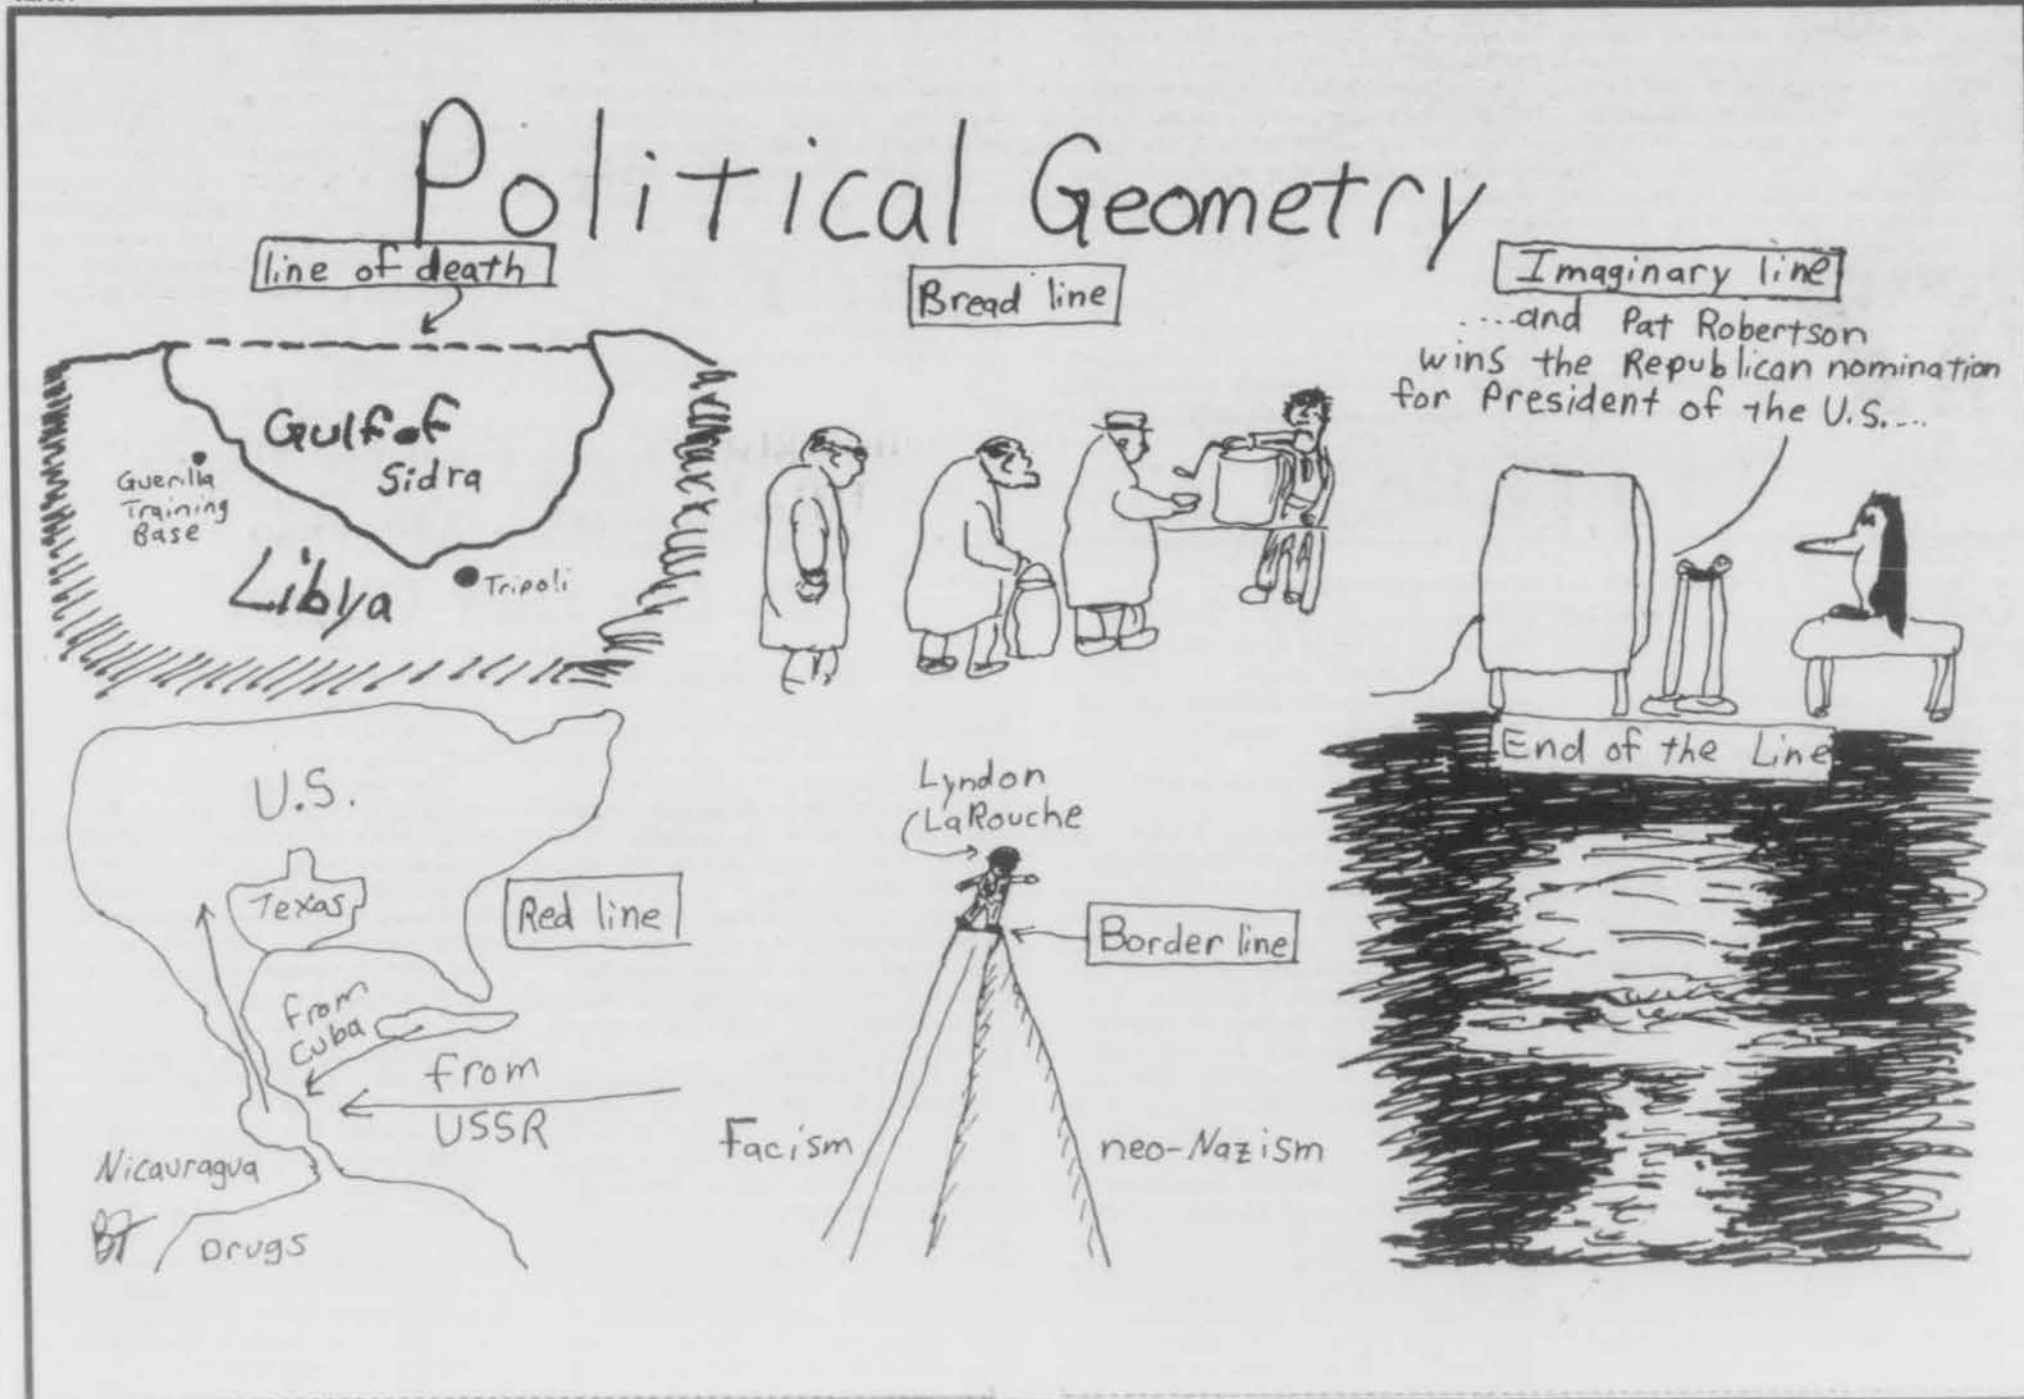 Political Geometry
line of death
Gulf of
Sidra
Guerilla
Training
Base
Libya
Tripoli
Bread line
Imaginary line
....and Pat Robertson
wins the Republican nomination
for President of the U.S....
U.S.
Texas
Red line
from
Cuba
from
USSR
Nicauragua
Drugs
BT
Lyndon
LaRouche
Border line
Facism
neo-Nazism
End of the Line